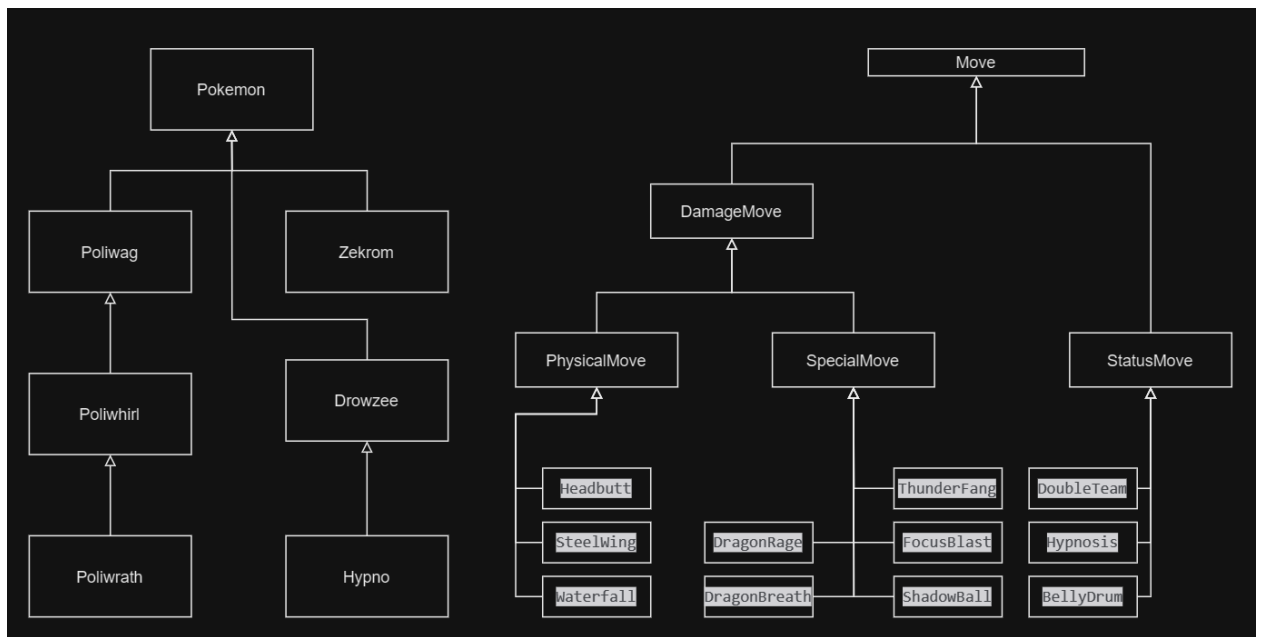 Pokemon
Poliwag
Zekrom
Poliwhirl
Drowzee
Poliwrath
Hypno
Move
DamageMove
PhysicalMove
SpecialMove
StatusMove
Headbutt
SteelWing
Waterfall
DragonRage
DragonBreath
ThunderFang
FocusBlast
ShadowBall
DoubleTeam
Hypnosis
BellyDrum